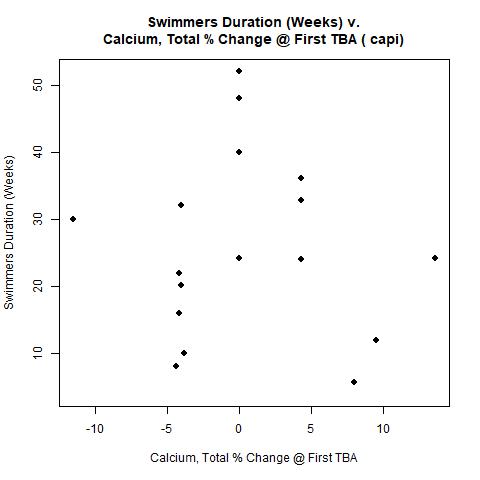 Swimmers Duration (Weeks) v.
Calcium, Total % Change @ First TBA ( capi)
Swimmers Duration (Weeks)
50
40
30
20
10
-10
-5
0
5
10
Calcium, Total % Change @ First TBA